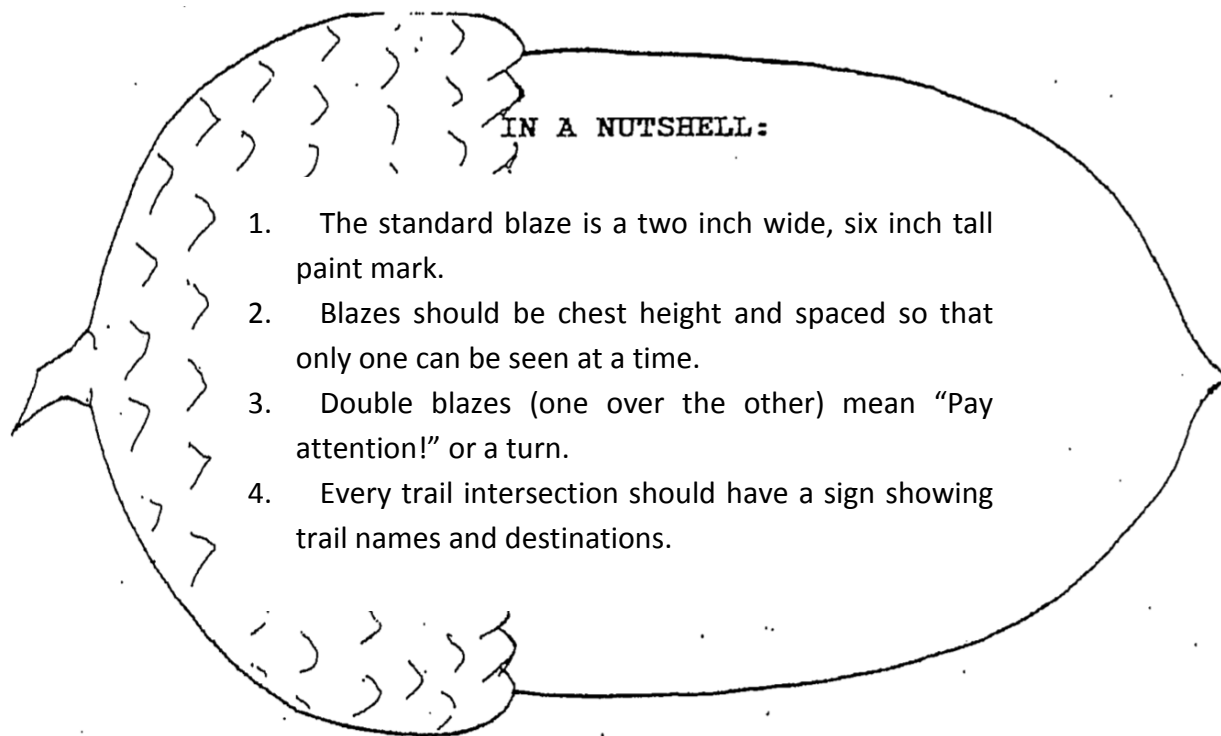 IN A NUTSHELL:
1. The standard blaze is a two inch wide, six inch tall
paint mark.
2. Blazes should be chest height and spaced so that
only one can be seen at a time.
3. Double blazes (one over the other) mean “Pay
attention!” or a turn.
4. Every trail intersection should have a sign showing
trail names and destinations.